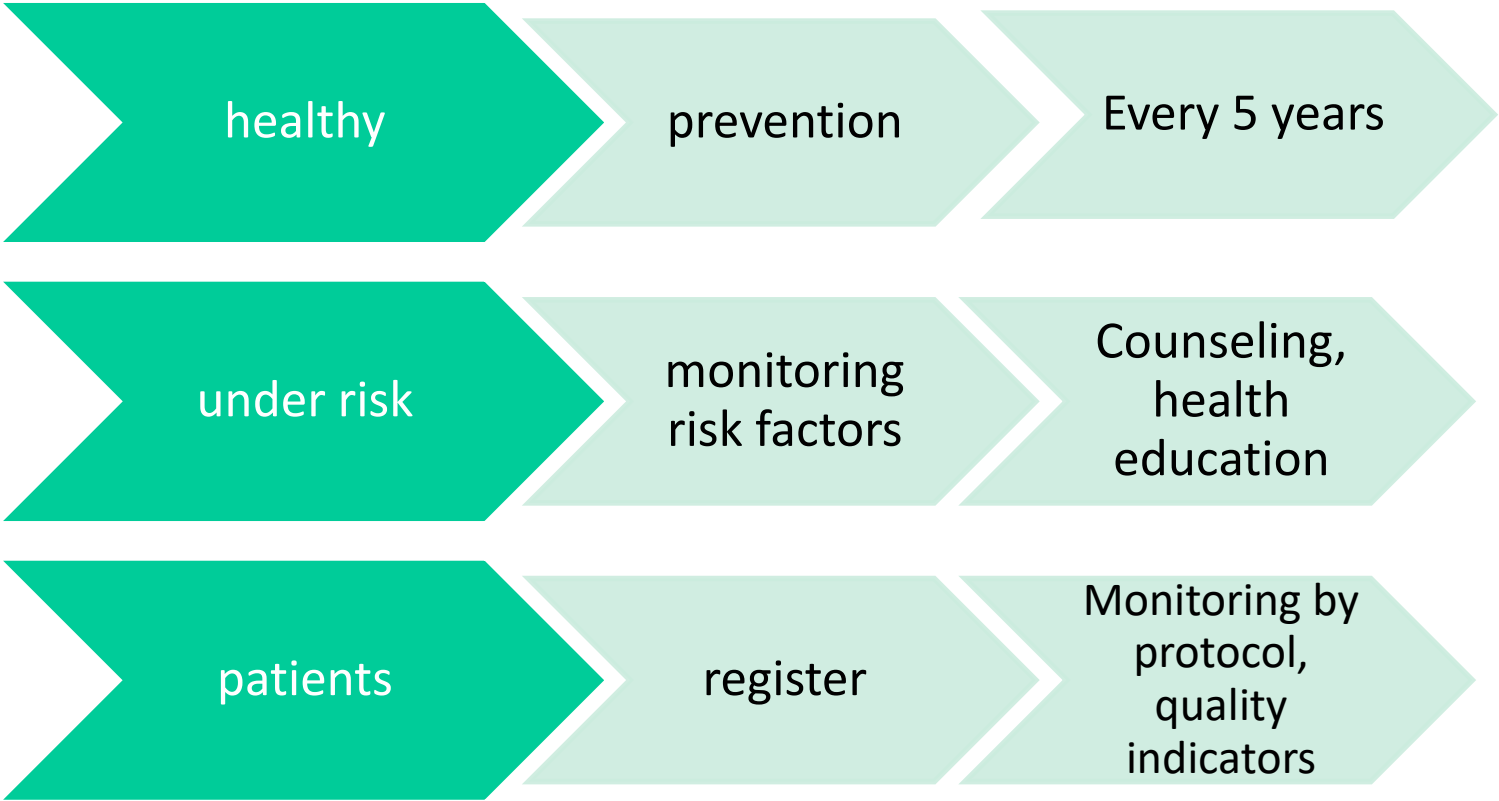 healthy
prevention
Every 5 years
under risk
monitoring
risk factors
Counseling,
health
education
patients
register
Monitoring by
protocol,
quality
indicators